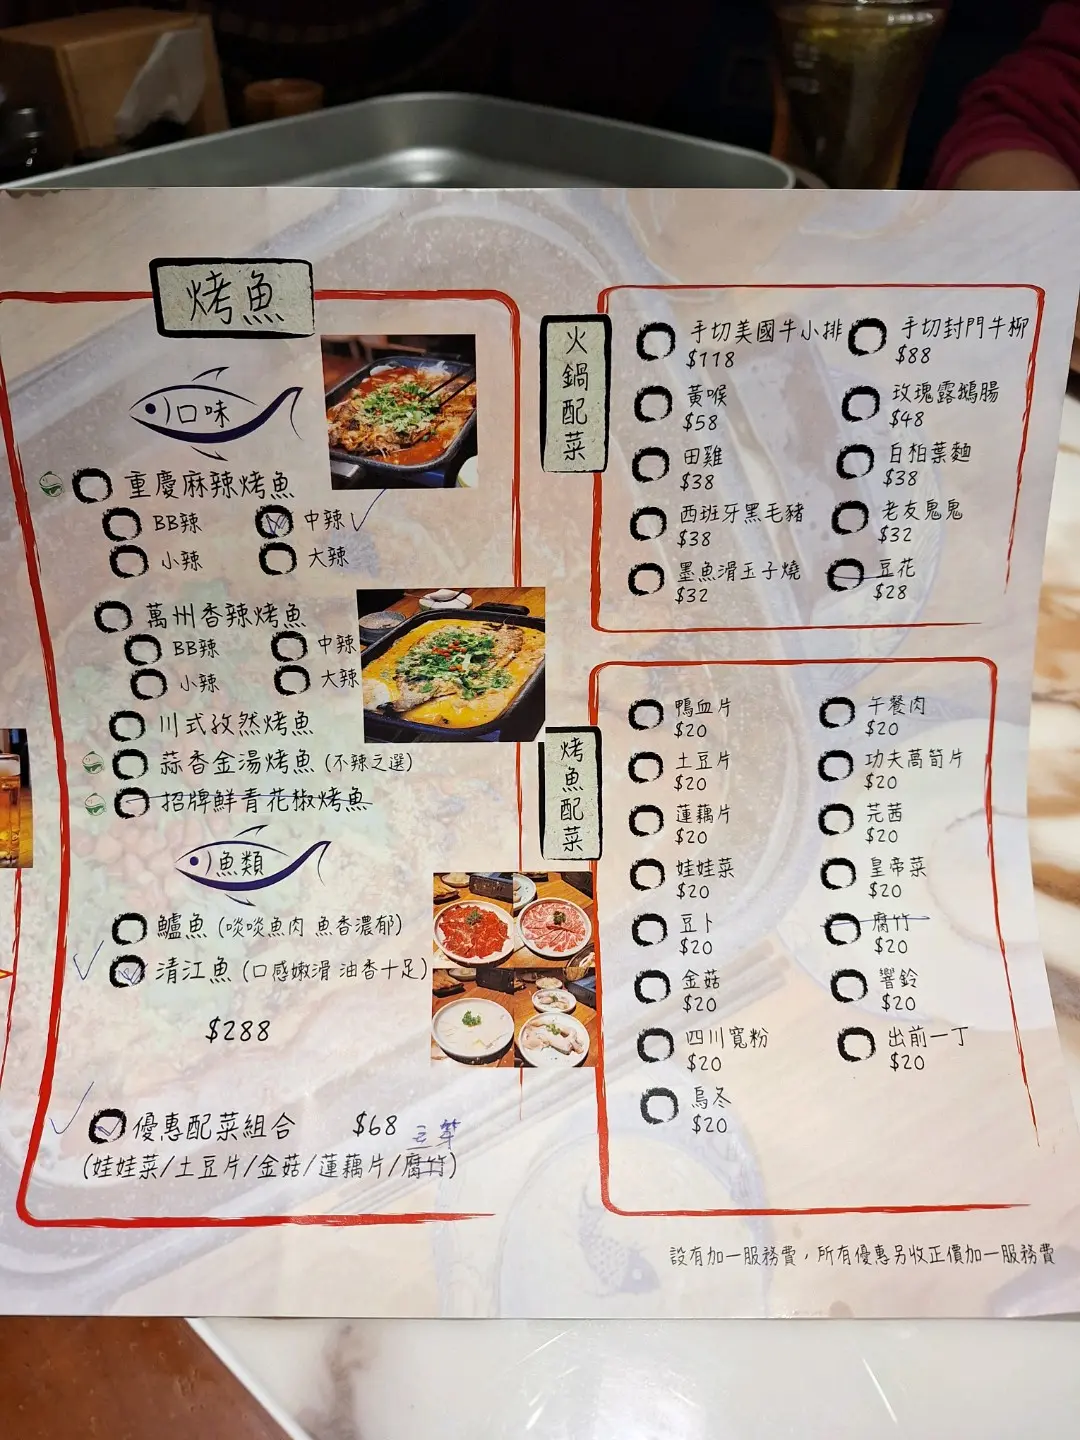 烤魚
口味
重慶麻辣烤魚
BB辣 中辣
小辣 大辣
萬州香辣烤魚
BB辣 中辣
小辣 大辣
川式孜然烤魚
蒜香金湯烤魚 (不辣之選)
招牌鮮青花椒烤魚
魚類
鱸魚 (啖啖魚肉 魚香濃郁)
清江魚 (口感嫩滑 油香十足)
$288
優惠配菜組合 $68
(娃娃菜/土豆片/金菇/蓮藕片/腐竹)
火鍋配菜
手切美國牛小排 手切封門牛柳
$118 $88
黃喉 玫瑰露鵝腸
$58 $48
田雞 白柏葉麵
$38 $38
西班牙黑毛豬 老友鬼鬼
$38 $32
墨魚滑玉子燒 豆花
$32 $28
烤魚配菜
鴨血片 午餐肉
$20 $20
土豆片 功夫萵筍片
$20 $20
蓮藕片 芫茜
$20 $20
娃娃菜 皇帝菜
$20 $20
豆卜 腐竹
$20 $20
金菇 響鈴
$20 $20
四川寬粉 出前一丁
$20 $20
烏冬
$20
設有加一服務費，所有優惠另收正價加一服務費